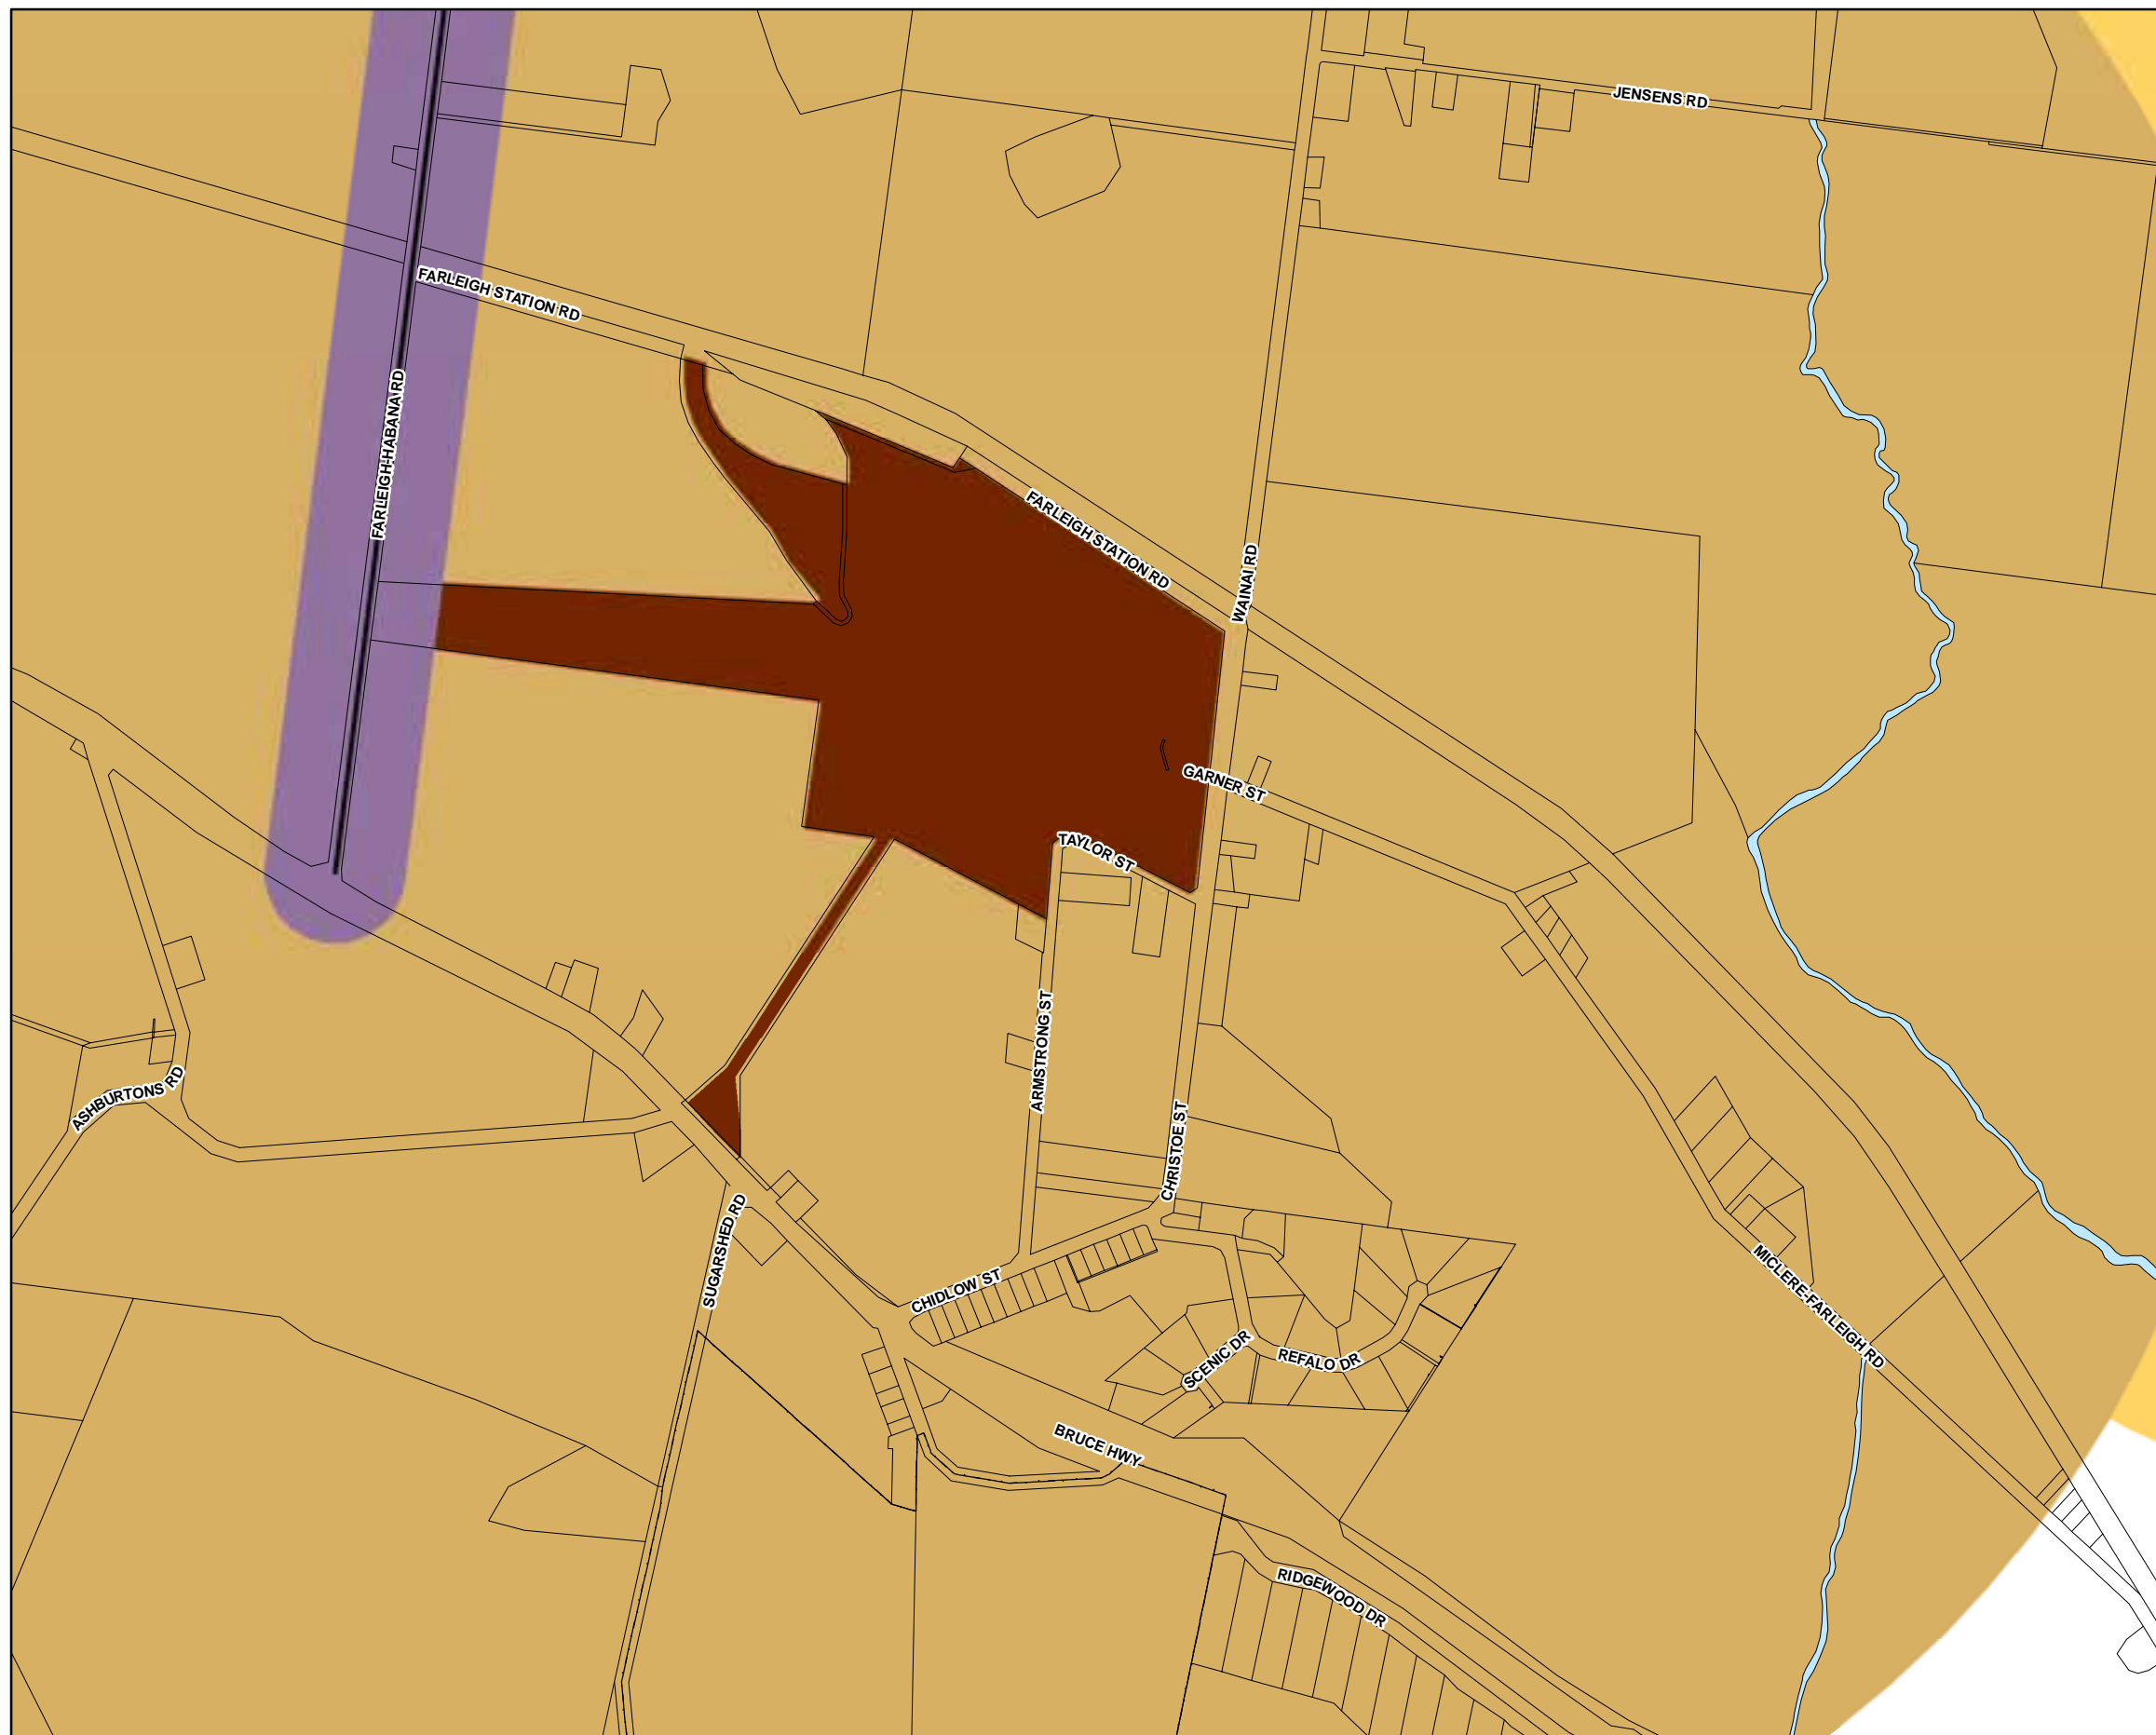 JENSENS RD
FARLEIGH STATION RD
FARLEIGH-HABANA RD
FARLEIGH STATION RD
WAINAI RD
GARNER ST
TAYLOR ST
ARMSTRONG ST
ASHBURTONS RD
CHRISTOE ST
SUGARSHED RD
CHIDLOW ST
MICLERE-FARLEIGH RD
SCENIC DR
REFALO DR
BRUCE HWY
RIDGEWOOD DR